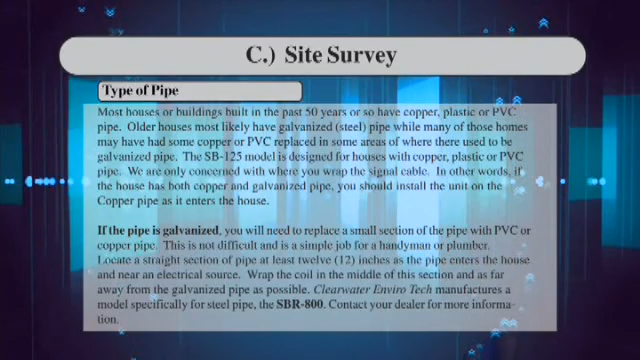 C.) Site Survey
Type of Pipe
Most houses or buildings built in the past 50 years or so have copper, plastic or PVC
pipe. Older houses most likely have galvanized (steel) pipe while many of those homes
may have had some copper or PVC replaced in some areas of where there used to be
galvanized pipe. The SB-125 model is designed for houses with copper, plastic or PVC
pipe. We are only concerned with where you wrap the signal cable. In other words, if
the house has both copper and galvanized pipe, you should install the unit on the
Copper pipe as it enters the house.
If the pipe is galvanized, you will need to replace a small section of the pipe with PVC or
copper pipe. This is not difficult and is a simple job for a handyman or plumber.
Locate a straight section of pipe at least twelve (12) inches as the pipe enters the house
and near an electrical source. Wrap the coil in the middle of this section and as far
away from the galvanized pipe as possible. Clearwater Enviro Tech manufactures a
model specifically for steel pipe, the SBR-800. Contact your dealer for more informa-
tion.